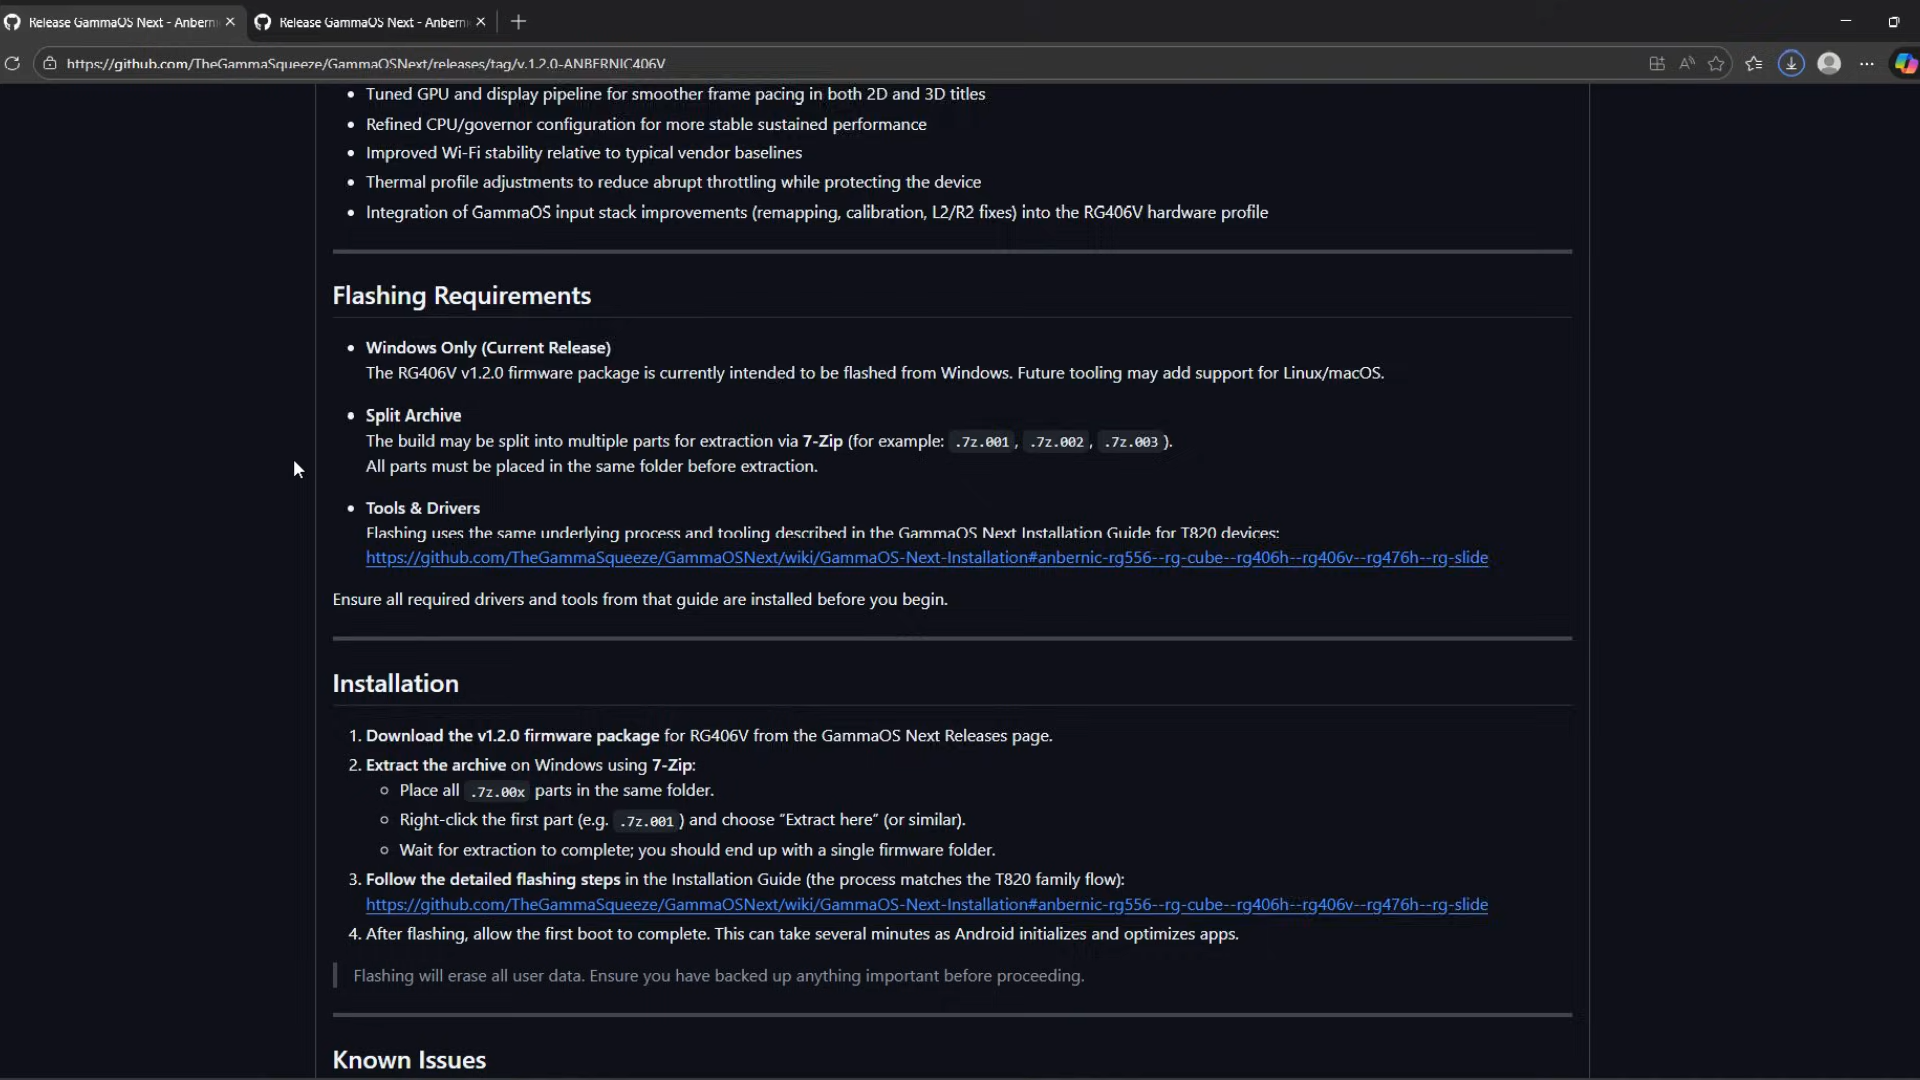 Release GammaOS Next - Anberni
Release GammaOS Next - Anberni
https://github.com/TheGammaSqueeze/GammaOSNext/releases/tag/v.1.2.0-ANBERNIC406V
• Tuned GPU and display pipeline for smoother frame pacing in both 2D and 3D titles
• Refined CPU/governor configuration for more stable sustained performance
• Improved Wi-Fi stability relative to typical vendor baselines
• Thermal profile adjustments to reduce abrupt throttling while protecting the device
• Integration of GammaOS input stack improvements (remapping, calibration, L2/R2 fixes) into the RG406V hardware profile
Flashing Requirements
• Windows Only (Current Release)
The RG406V v1.2.0 firmware package is currently intended to be flashed from Windows. Future tooling may add support for Linux/macOS.
• Split Archive
The build may be split into multiple parts for extraction via 7-Zip (for example: .7z.001, .7z.002, .7z.003).
All parts must be placed in the same folder before extraction.
• Tools & Drivers
Flashing uses the same underlying process and tooling described in the GammaOS Next Installation Guide for T820 devices:
https://github.com/TheGammaSqueeze/GammaOSNext/wiki/GammaOS-Next-Installation#anbernic-rg556--rg-cube--rg406h--rg406v--rg476h--rg-slide
Ensure all required drivers and tools from that guide are installed before you begin.
Installation
1. Download the v1.2.0 firmware package for RG406V from the GammaOS Next Releases page.
2. Extract the archive on Windows using 7-Zip:
Place all .7z.00x parts in the same folder.
Right-click the first part (e.g. .7z.001) and choose “Extract here” (or similar).
Wait for extraction to complete; you should end up with a single firmware folder.
3. Follow the detailed flashing steps in the Installation Guide (the process matches the T820 family flow):
https://github.com/TheGammaSqueeze/GammaOSNext/wiki/GammaOS-Next-Installation#anbernic-rg556--rg-cube--rg406h--rg406v--rg476h--rg-slide
4. After flashing, allow the first boot to complete. This can take several minutes as Android initializes and optimizes apps.
Flashing will erase all user data. Ensure you have backed up anything important before proceeding.
Known Issues